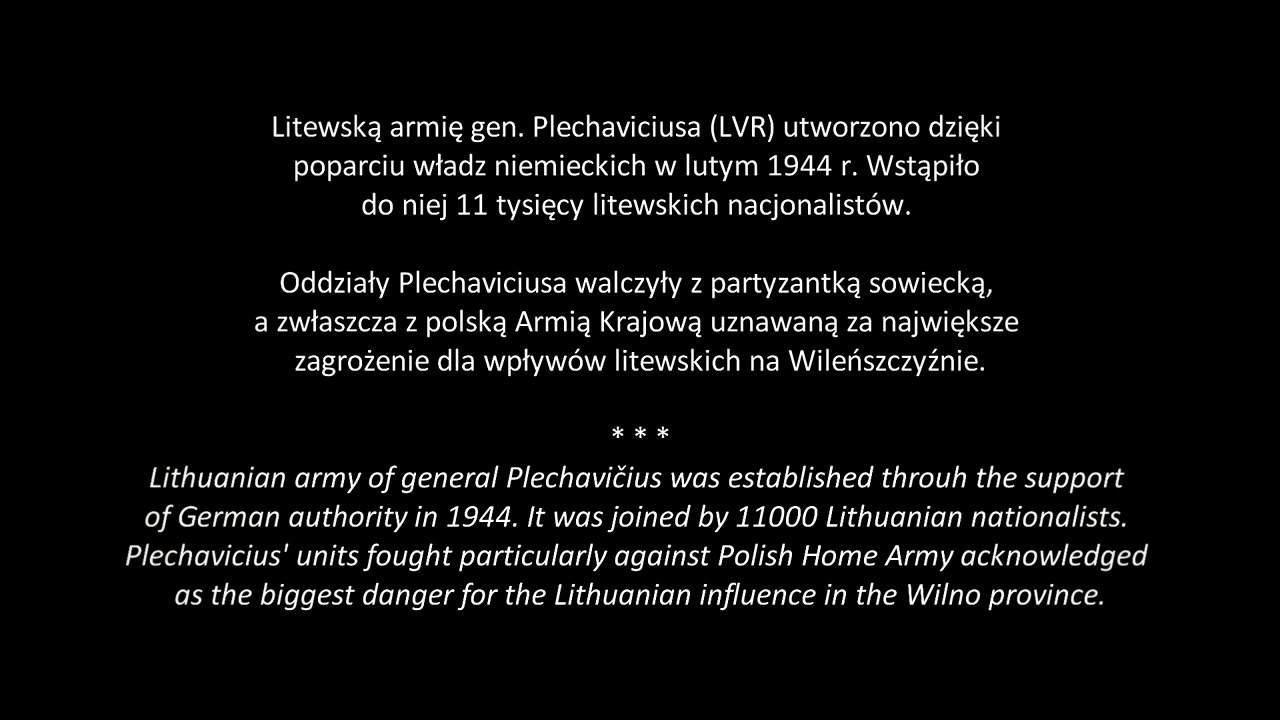 Litewską armię gen. Plechaviciusa (LVR) utworzono dzięki
poparciu władz niemieckich w lutym 1944 r. Wstąpiło
do niej 11 tysięcy litewskich nacjonalistów.
Oddziały Plechaviciusa walczyły z partyzantką sowiecką,
a zwłaszcza z polską Armią Krajową uznawaną za największe
zagrożenie dla wpływów litewskich na Wileńszczyźnie.
* * *
Lithuanian army of general Plechavičius was established throuh the support
of German authority in 1944. It was joined by 11000 Lithuanian nationalists.
Plechavicius' units fought particularly against Polish Home Army acknowledged
as the biggest danger for the Lithuanian influence in the Wilno province.